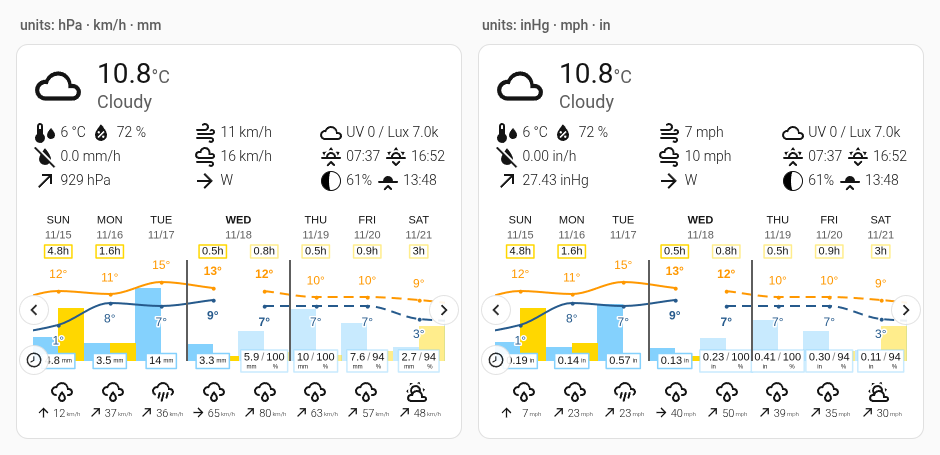 units: hPa · km/h · mm
10.8°C
Cloudy
6 °C 72 % 11 km/h UV 0 / Lux 7.0k
0.0 mm/h 16 km/h 07:37 16:52
929 hPa W 61% 13:48
SUN MON TUE WED THU FRI SAT
11/15 11/16 11/17 11/18 11/19 11/20 11/21
4.8h 1.6h 0.5h 0.8h 0.5h 0.9h 3h
12° 11° 15° 13° 12° 10° 10° 9°
1° 8° 7° 9° 7° 7° 7° 3°
.8 mm 3.5 mm 14 mm 3.3 mm 5.9 / 100 mm % 10 / 100 mm % 7.6 / 94 mm % 2.7 / 94 mm %
12 km/h 37 km/h 36 km/h 65 km/h 80 km/h 63 km/h 57 km/h 48 km/h
units: inHg · mph · in
10.8°C
Cloudy
6 °C 72 % 7 mph UV 0 / Lux 7.0k
0.00 in/h 10 mph 07:37 16:52
27.43 inHg W 61% 13:48
SUN MON TUE WED THU FRI SAT
11/15 11/16 11/17 11/18 11/19 11/20 11/21
4.8h 1.6h 0.5h 0.8h 0.5h 0.9h 3h
12° 11° 15° 13° 12° 10° 10° 9°
1° 8° 7° 9° 7° 7° 7° 3°
.19 in 0.14 in 0.57 in 0.13 in 0.23 / 100 in % 0.41 / 100 in % 0.30 / 94 in % 0.11 / 94 in %
7 mph 23 mph 23 mph 40 mph 50 mph 39 mph 35 mph 30 mph